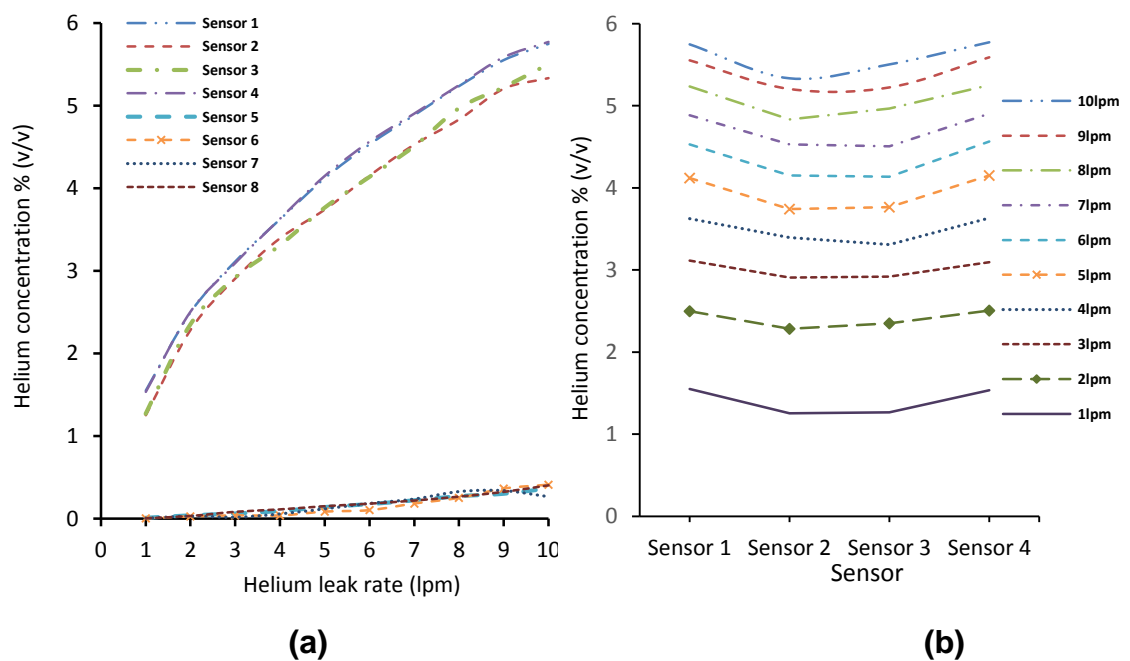 Helium concentration % (v/v)
6
5
4
3
2
1
0
Sensor 1
Sensor 2
Sensor 3
Sensor 4
Sensor 5
Sensor 6
Sensor 7
Sensor 8
0 1 2 3 4 5 6 7 8 9 10
Helium leak rate (lpm)
(a)
Helium concentration % (v/v)
6
5
4
3
2
1
0
10lpm
9lpm
8lpm
7lpm
6lpm
5lpm
4lpm
3lpm
2lpm
1lpm
Sensor 1 Sensor 2 Sensor 3 Sensor 4
Sensor
(b)